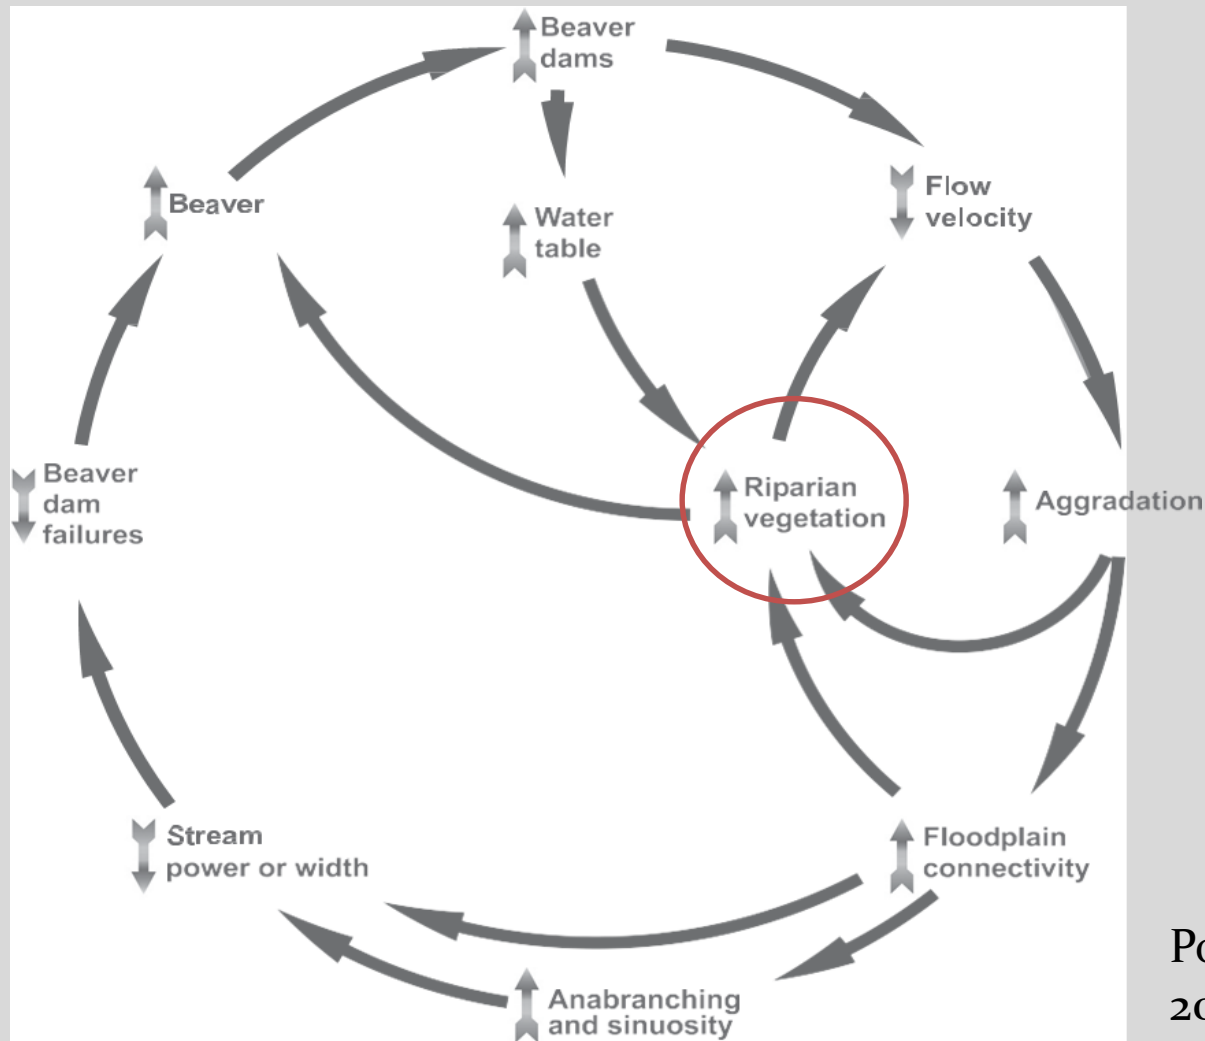 Beaver
dams
Beaver
Water
table
Flow
velocity
Beaver
dam
failures
Riparian
vegetation
Aggradation
Stream
power or width
Floodplain
connectivity
Anabranching
and sinuosity